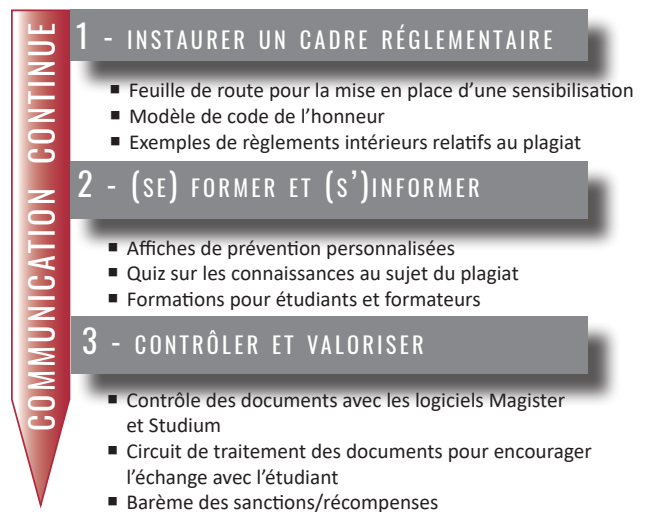 COMMUNICATION CONTINUE
1 - INSTAURER UN CADRE RÉGLEMENTAIRE
▪ Feuille de route pour la mise en place d'une sensibilisation
▪ Modèle de code de l'honneur
▪ Exemples de règlements intérieurs relatifs au plagiat
2 - (SE) FORMER ET (S')INFORMER
▪ Affiches de prévention personnalisées
▪ Quiz sur les connaissances au sujet du plagiat
▪ Formations pour étudiants et formateurs
3 - CONTRÔLER ET VALORISER
▪ Contrôle des documents avec les logiciels Magister
et Studium
▪ Circuit de traitement des documents pour encourager
l'échange avec l'étudiant
▪ Barème des sanctions/récompenses